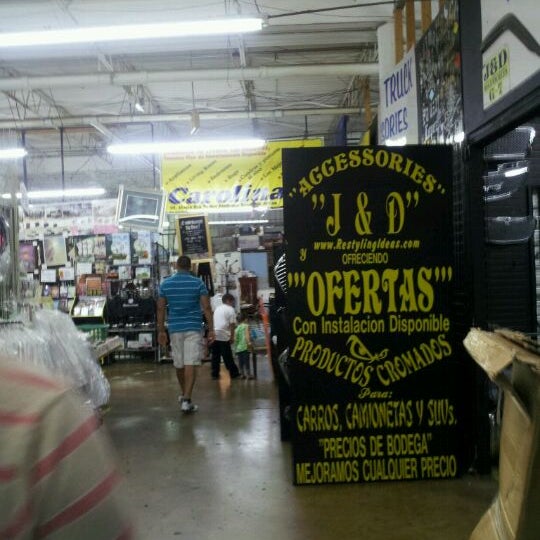 TRUCK
J&D
Carolina
"ACCESSORIES"
"J & D"
www.RestylingIdeas.com
y
OFRECIENDO
"'OFERTAS'"
Con Instalacion Disponible
PRODUCTOS CROMADOS
Para:
CARROS, CAMIONETAS Y SUVs.
"PRECIOS DE BODEGA"
MEJORAMOS CUALQUIER PRECIO